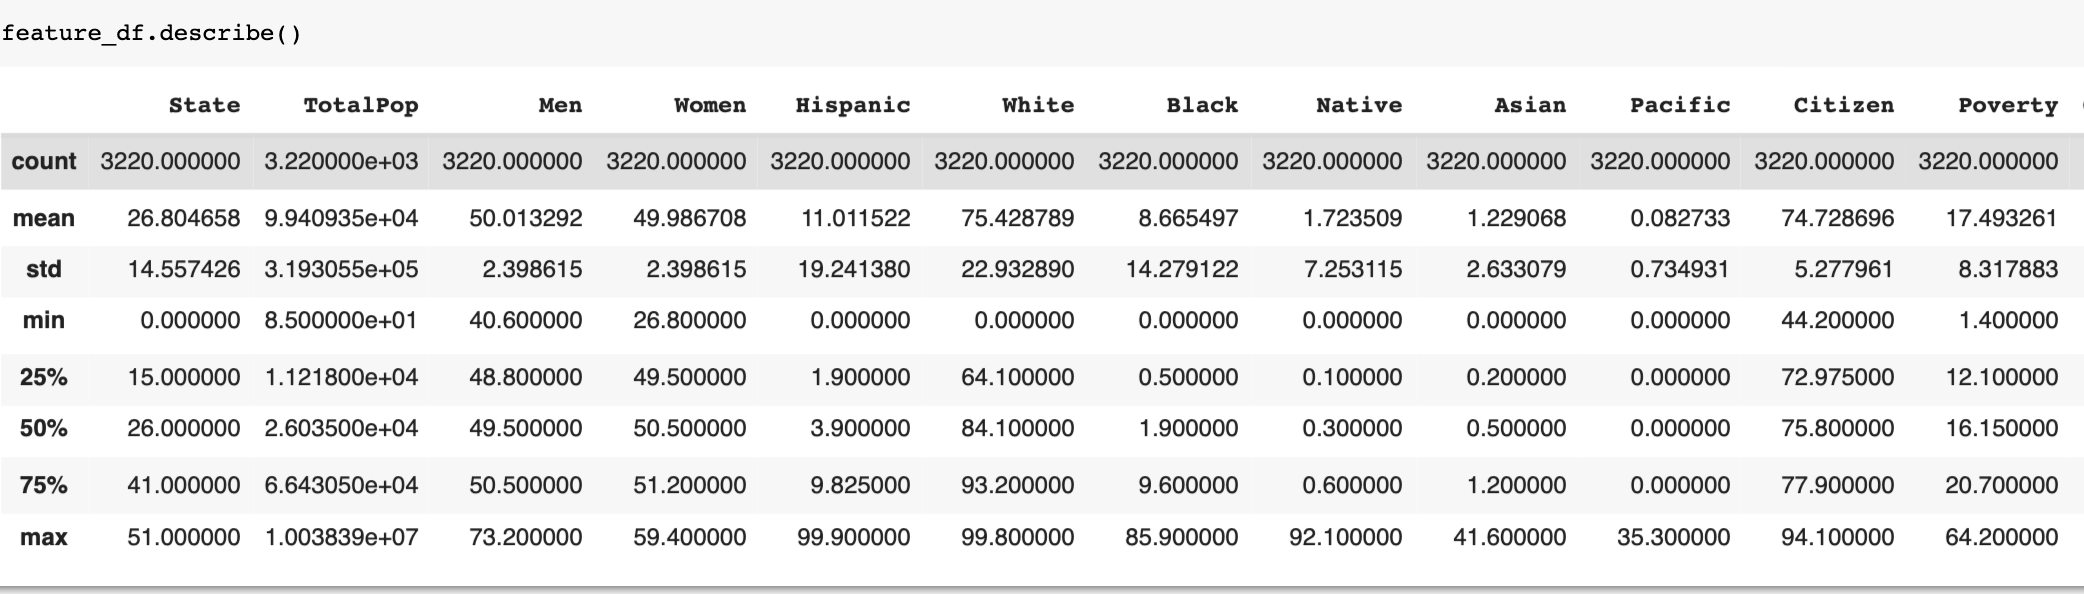 feature_df.describe()
State TotalPop Men Women Hispanic White Black Native Asian Pacific Citizen Poverty
count 3220.000000 3.220000e+03 3220.000000 3220.000000 3220.000000 3220.000000 3220.000000 3220.000000 3220.000000 3220.000000 3220.000000 3220.000000
mean 26.804658 9.940935e+04 50.013292 49.986708 11.011522 75.428789 8.665497 1.723509 1.229068 0.082733 74.728696 17.493261
std 14.557426 3.193055e+05 2.398615 2.398615 19.241380 22.932890 14.279122 7.253115 2.633079 0.734931 5.277961 8.317883
min 0.000000 8.500000e+01 40.600000 26.800000 0.000000 0.000000 0.000000 0.000000 0.000000 0.000000 44.200000 1.400000
25% 15.000000 1.121800e+04 48.800000 49.500000 1.900000 64.100000 0.500000 0.100000 0.200000 0.000000 72.975000 12.100000
50% 26.000000 2.603500e+04 49.500000 50.500000 3.900000 84.100000 1.900000 0.300000 0.500000 0.000000 75.800000 16.150000
75% 41.000000 6.643050e+04 50.500000 51.200000 9.825000 93.200000 9.600000 0.600000 1.200000 0.000000 77.900000 20.700000
max 51.000000 1.003839e+07 73.200000 59.400000 99.900000 99.800000 85.900000 92.100000 41.600000 35.300000 94.100000 64.200000